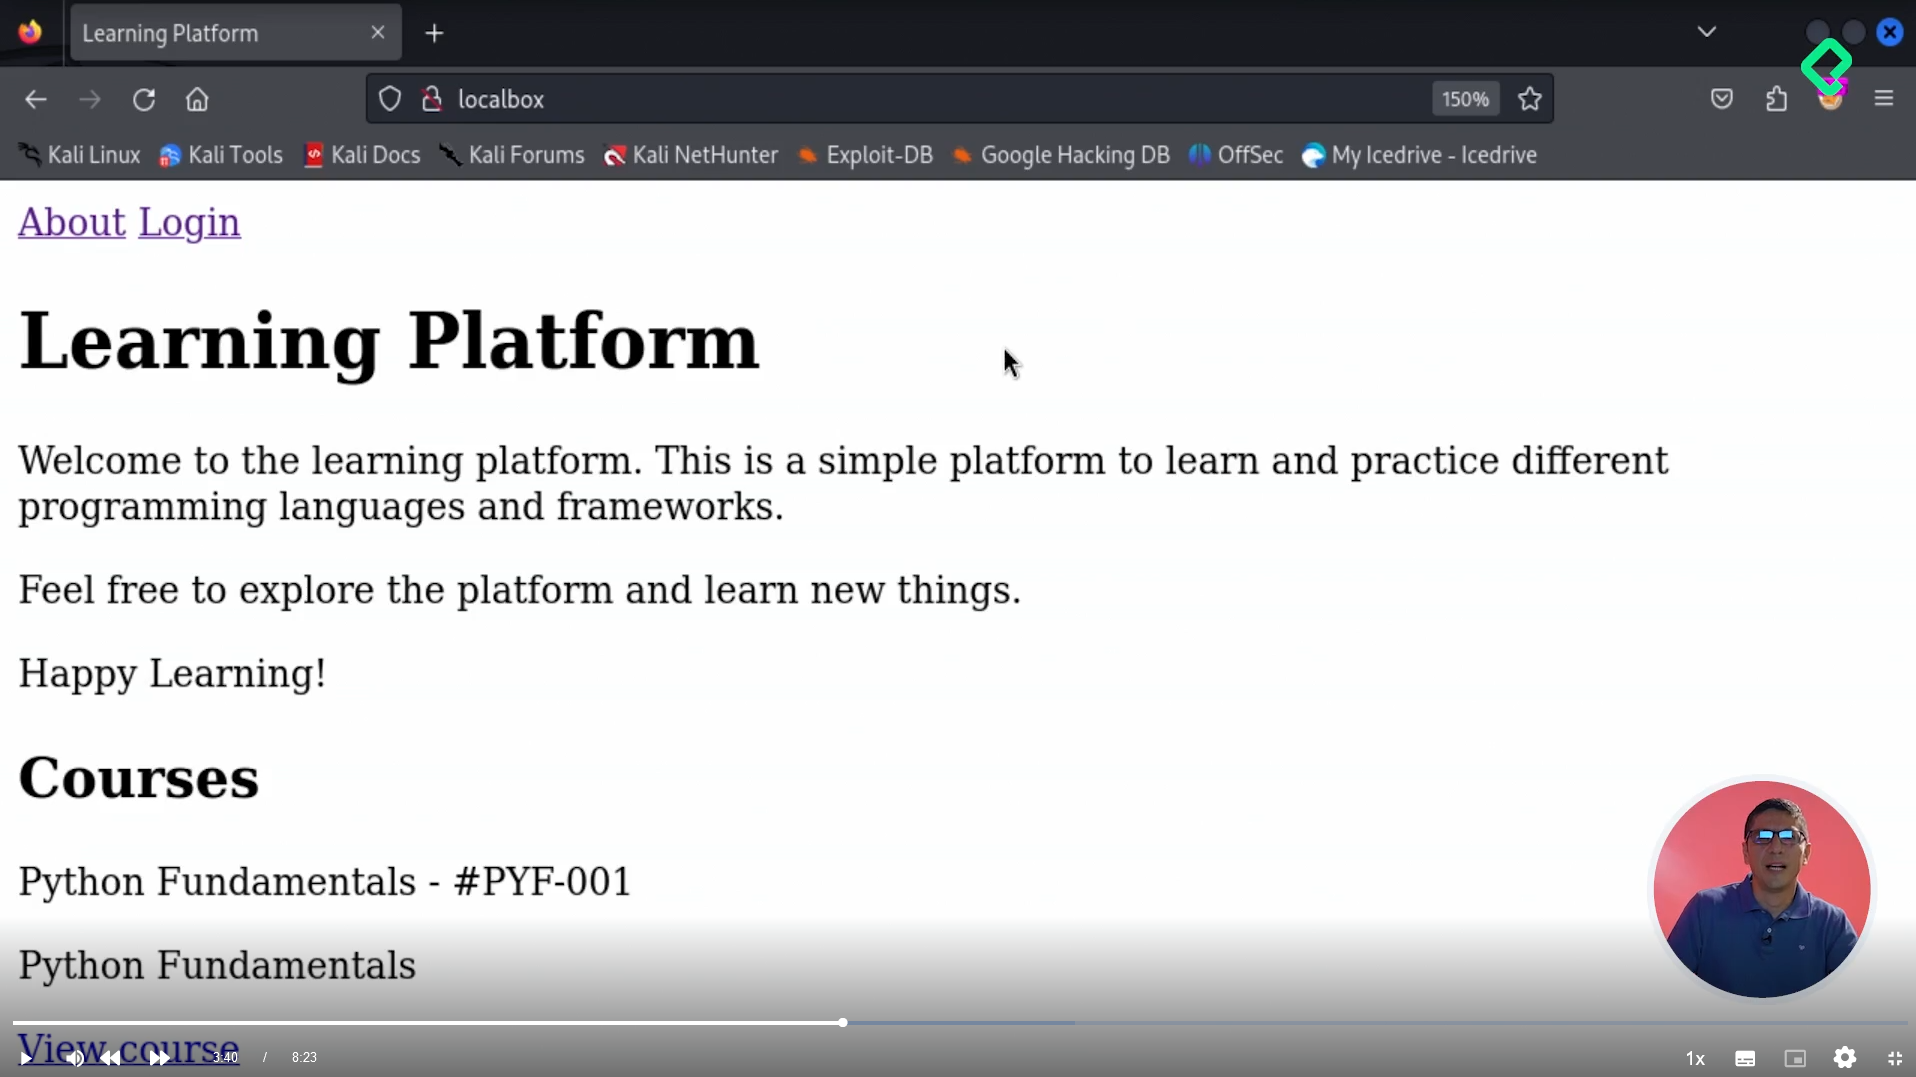 Learning Platform
localbox
150%
Kali Linux Kali Tools Kali Docs Kali Forums Kali NetHunter Exploit-DB Google Hacking DB OffSec My Icedrive - Icedrive
About Login
Learning Platform
Welcome to the learning platform. This is a simple platform to learn and practice different
programming languages and frameworks.
Feel free to explore the platform and learn new things.
Happy Learning!
Courses
Python Fundamentals - #PYF-001
Python Fundamentals
View course
3:40 / 8:23
1x